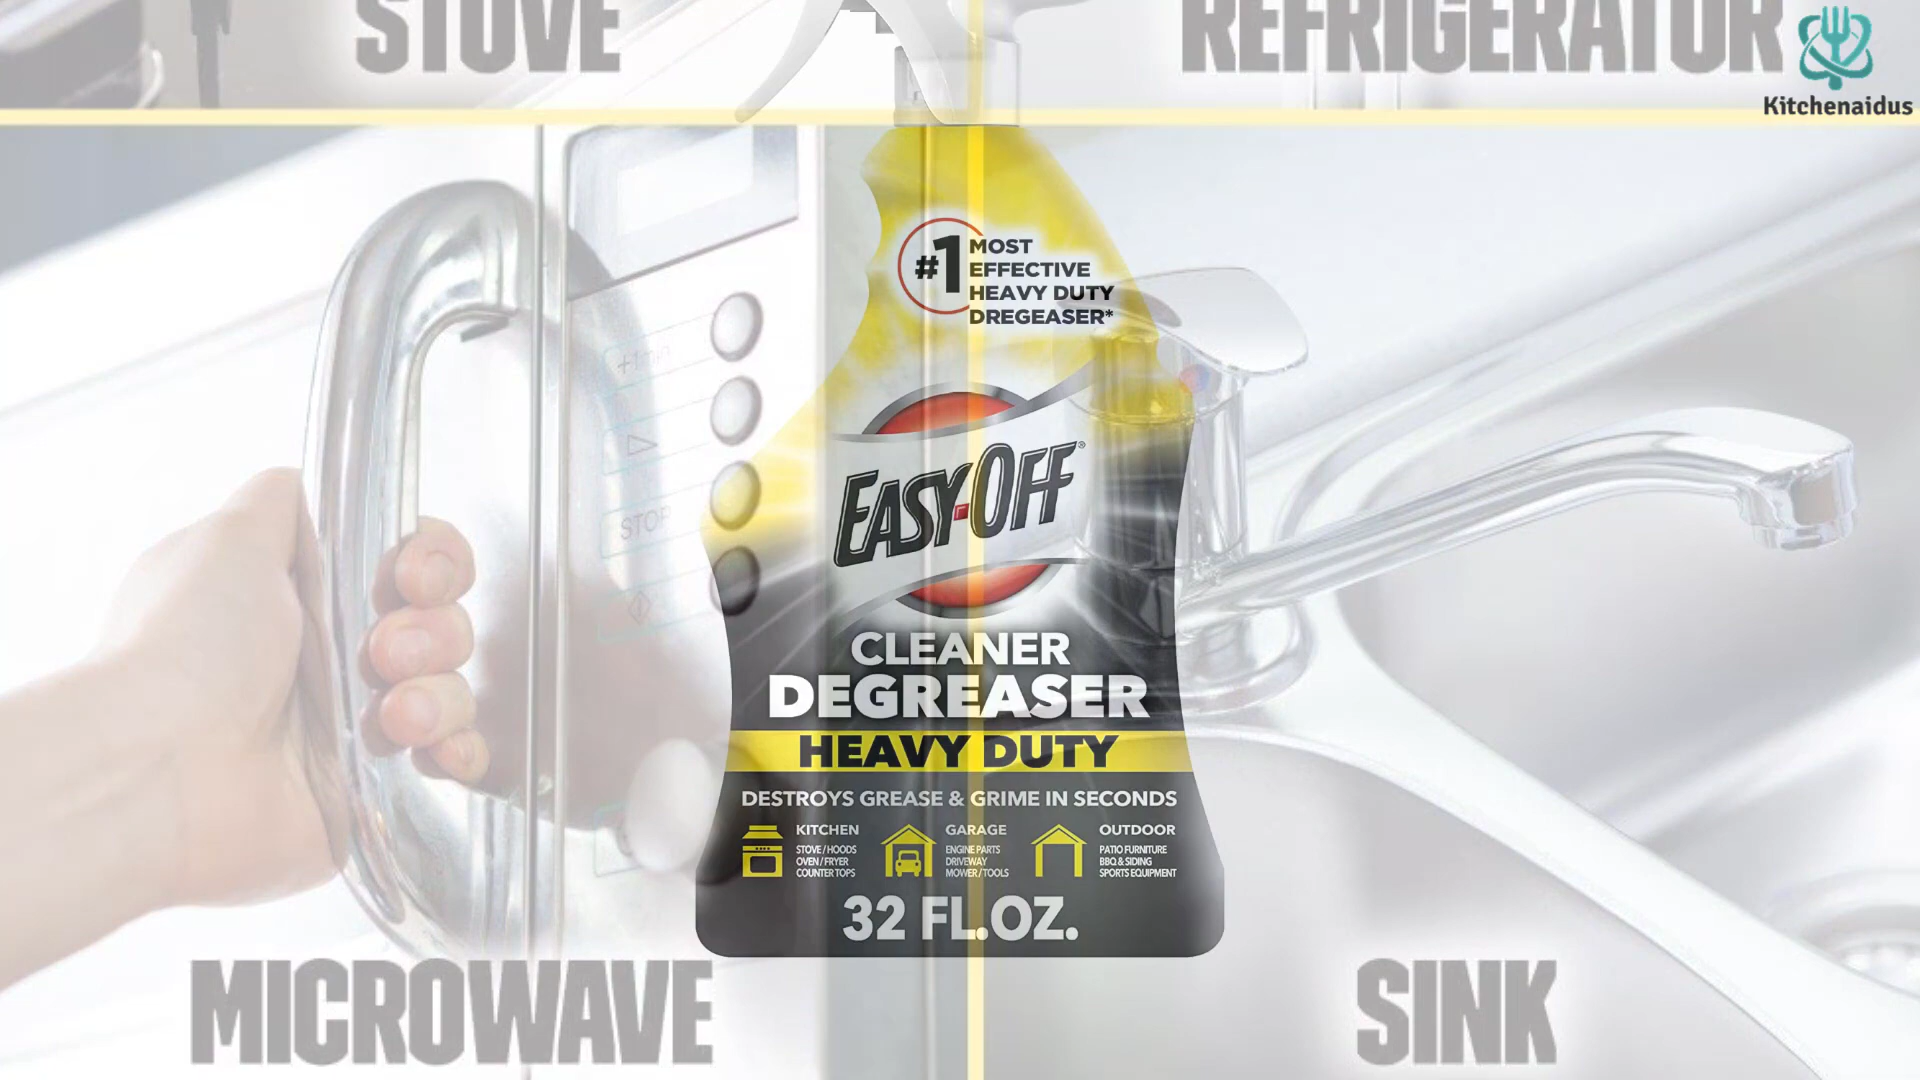 STOVE
REFRIGERATOR
Kitchenaidus
#1 MOST
EFFECTIVE
HEAVY DUTY
DREGEASER*
+1min
STOP
EASY-OFF®
CLEANER
DEGREASER
HEAVY DUTY
DESTROYS GREASE & GRIME IN SECONDS
KITCHEN
STOVE / HOODS
OVEN / FRYER
COUNTER TOPS
GARAGE
ENGINE PARTS
DRIVEWAY
MOWER / TOOLS
OUTDOOR
PATIO FURNITURE
BBQ & SIDING
SPORTS EQUIPMENT
32 FL.OZ.
MICROWAVE
SINK